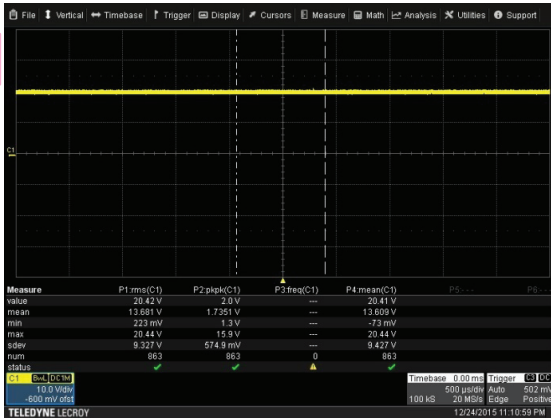 File Vertical Timebase Trigger Display Cursors Measure Math Analysis Utilities Support
C1
Measure P1:rms(C1) P2:pkpk(C1) P3:freq(C1) P4:mean(C1) P5:--- P6:---
value 20.42 V 2.0 V --- 20.41 V
mean 13.681 V 1.7351 V --- 13.609 V
min 223 mV 1.3 V --- -73 mV
max 20.44 V 15.9 V --- 20.44 V
sdev 9.327 V 574.9 mV --- 9.427 V
num 863 863 0 863
status
C1 BwL DC1M Timebase 0.00 ms Trigger C3 DC
10.0 V/div 500 µs/div Auto 502 mV
-600 mV ofst 100 kS 20 MS/s Edge Positive
TELEDYNE LECROY 12/24/2015 11:10:59 PM